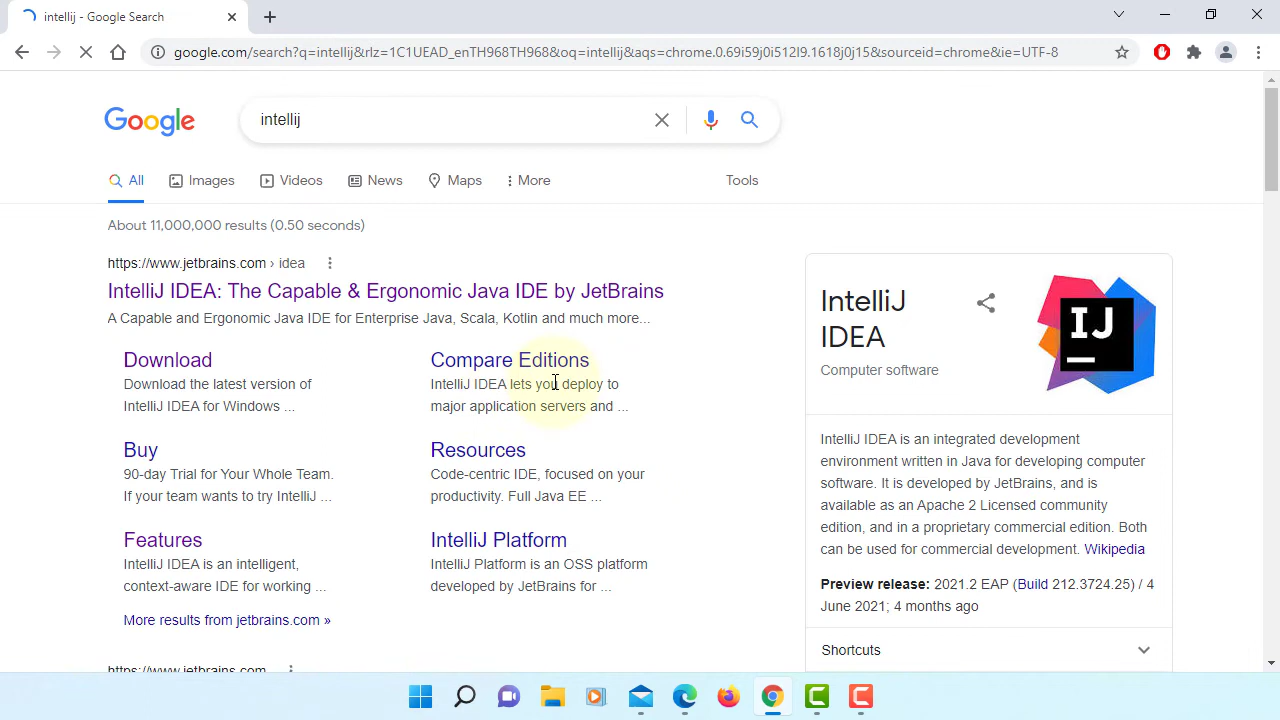 intellij - Google Search
google.com/search?q=intellij&rlz=1C1UEAD_enTH968TH968&oq=intellij&aqs=chrome.0.69i59j0i512l9.1618j0j15&sourceid=chrome&ie=UTF-8
Google
intellij
All
Images
Videos
News
Maps
More
Tools
About 11,000,000 results (0.50 seconds)
https://www.jetbrains.com › idea
IntelliJ IDEA: The Capable & Ergonomic Java IDE by JetBrains
A Capable and Ergonomic Java IDE for Enterprise Java, Scala, Kotlin and much more...
Download
Download the latest version of
IntelliJ IDEA for Windows ...
Compare Editions
IntelliJ IDEA lets you deploy to
major application servers and ...
Buy
90-day Trial for Your Whole Team.
If your team wants to try IntelliJ ...
Resources
Code-centric IDE, focused on your
productivity. Full Java EE ...
Features
IntelliJ IDEA is an intelligent,
context-aware IDE for working ...
IntelliJ Platform
IntelliJ Platform is an OSS platform
developed by JetBrains for ...
More results from jetbrains.com »
https://www.jetbrains.com
IntelliJ
IDEA
Computer software
IJ
IntelliJ IDEA is an integrated development
environment written in Java for developing computer
software. It is developed by JetBrains, and is
available as an Apache 2 Licensed community
edition, and in a proprietary commercial edition. Both
can be used for commercial development. Wikipedia
Preview release: 2021.2 EAP (Build 212.3724.25) / 4
June 2021; 4 months ago
Shortcuts